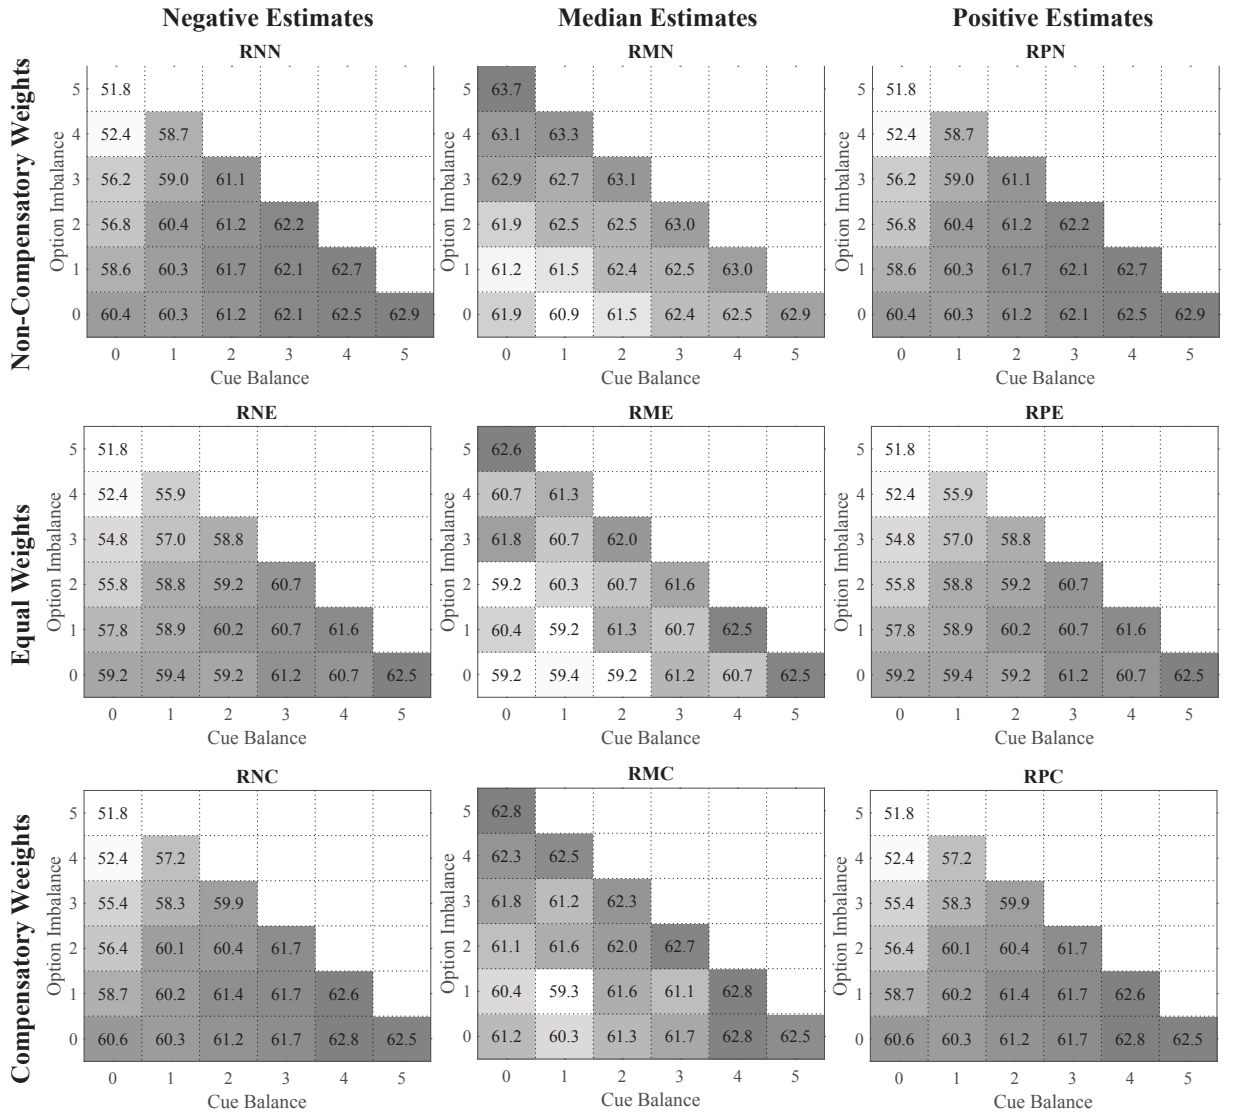 Negative Estimates Median Estimates Positive Estimates
Non-Compensatory Weights
RNN
Option Imbalance
5 51.8
4 52.4 58.7
3 56.2 59.0 61.1
2 56.8 60.4 61.2 62.2
1 58.6 60.3 61.7 62.1 62.7
0 60.4 60.3 61.2 62.1 62.5 62.9
0 1 2 3 4 5
Cue Balance
RMN
Option Imbalance
5 63.7
4 63.1 63.3
3 62.9 62.7 63.1
2 61.9 62.5 62.5 63.0
1 61.2 61.5 62.4 62.5 63.0
0 61.9 60.9 61.5 62.4 62.5 62.9
0 1 2 3 4 5
Cue Balance
RPN
Option Imbalance
5 51.8
4 52.4 58.7
3 56.2 59.0 61.1
2 56.8 60.4 61.2 62.2
1 58.6 60.3 61.7 62.1 62.7
0 60.4 60.3 61.2 62.1 62.5 62.9
0 1 2 3 4 5
Cue Balance
Equal Weights
RNE
Option Imbalance
5 51.8
4 52.4 55.9
3 54.8 57.0 58.8
2 55.8 58.8 59.2 60.7
1 57.8 58.9 60.2 60.7 61.6
0 59.2 59.4 59.2 61.2 60.7 62.5
0 1 2 3 4 5
Cue Balance
RME
Option Imbalance
5 62.6
4 60.7 61.3
3 61.8 60.7 62.0
2 59.2 60.3 60.7 61.6
1 60.4 59.2 61.3 60.7 62.5
0 59.2 59.4 59.2 61.2 60.7 62.5
0 1 2 3 4 5
Cue Balance
RPE
Option Imbalance
5 51.8
4 52.4 55.9
3 54.8 57.0 58.8
2 55.8 58.8 59.2 60.7
1 57.8 58.9 60.2 60.7 61.6
0 59.2 59.4 59.2 61.2 60.7 62.5
0 1 2 3 4 5
Cue Balance
Compensatory Weeights
RNC
Option Imbalance
5 51.8
4 52.4 57.2
3 55.4 58.3 59.9
2 56.4 60.1 60.4 61.7
1 58.7 60.2 61.4 61.7 62.6
0 60.6 60.3 61.2 61.7 62.8 62.5
0 1 2 3 4 5
Cue Balance
RMC
Option Imbalance
5 62.8
4 62.3 62.5
3 61.8 61.2 62.3
2 61.1 61.6 62.0 62.7
1 60.4 59.3 61.6 61.1 62.8
0 61.2 60.3 61.3 61.7 62.8 62.5
0 1 2 3 4 5
Cue Balance
RPC
Option Imbalance
5 51.8
4 52.4 57.2
3 55.4 58.3 59.9
2 56.4 60.1 60.4 61.7
1 58.7 60.2 61.4 61.7 62.6
0 60.6 60.3 61.2 61.7 62.8 62.5
0 1 2 3 4 5
Cue Balance